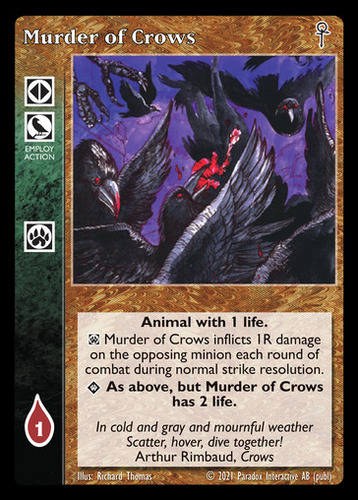 Murder of Crows
EMPLOY
ACTION
Animal with 1 life.
Murder of Crows inflicts 1R damage
on the opposing minion each round of
combat during normal strike resolution.
As above, but Murder of Crows
has 2 life.
In cold and gray and mournful weather
Scatter, hover, dive together!
Arthur Rimbaud, Crows
1
Illus: Richard Thomas
© 2021 Paradox Interactive AB (publ)